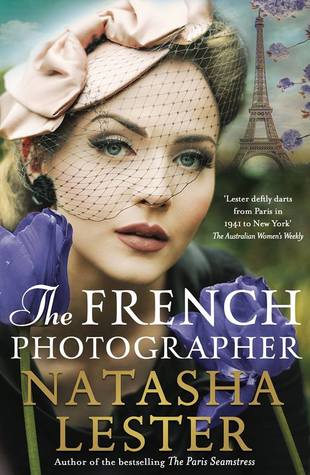 'Lester deftly darts
from Paris in
1941 to New York'
The Australian Women's Weekly
The FRENCH
PHOTOGRAPHER
NATASHA
LESTER
Author of the bestselling The Paris Seamstress